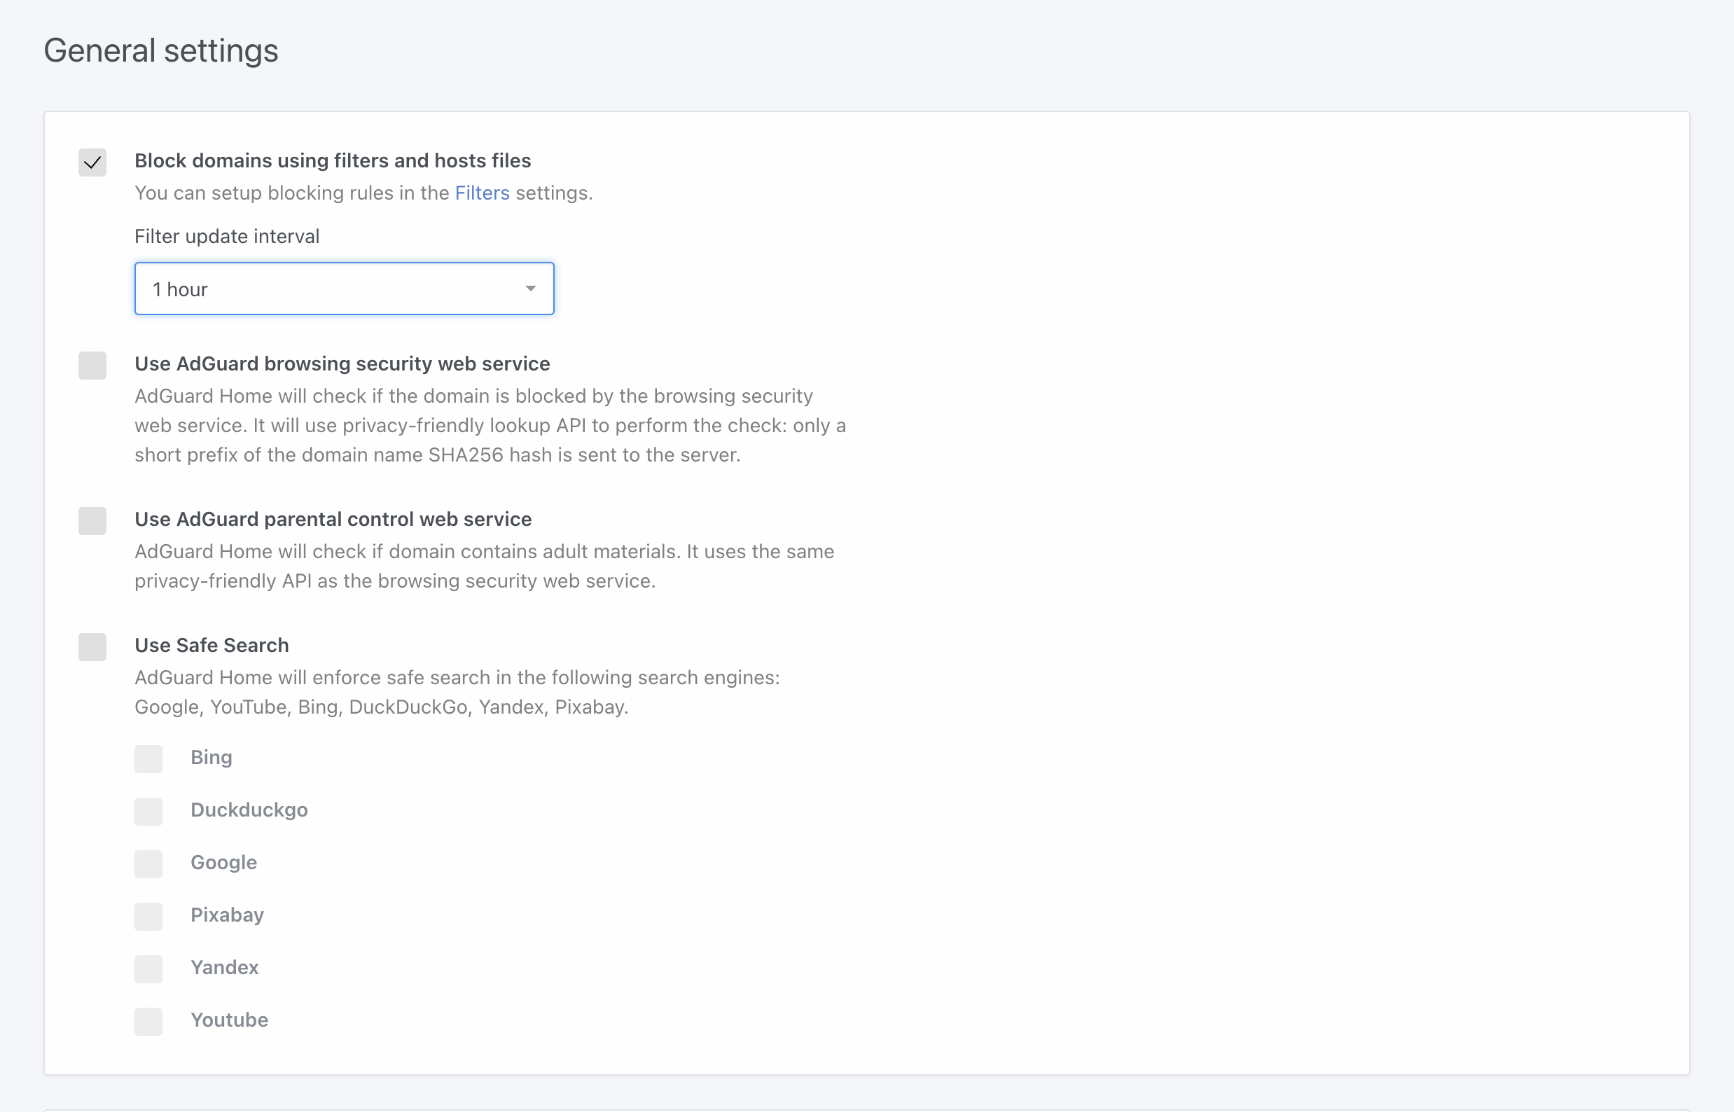 General settings
Block domains using filters and hosts files
You can setup blocking rules in the Filters settings.
Filter update interval
1 hour
Use AdGuard browsing security web service
AdGuard Home will check if the domain is blocked by the browsing security
web service. It will use privacy-friendly lookup API to perform the check: only a
short prefix of the domain name SHA256 hash is sent to the server.
Use AdGuard parental control web service
AdGuard Home will check if domain contains adult materials. It uses the same
privacy-friendly API as the browsing security web service.
Use Safe Search
AdGuard Home will enforce safe search in the following search engines:
Google, YouTube, Bing, DuckDuckGo, Yandex, Pixabay.
Bing
Duckduckgo
Google
Pixabay
Yandex
Youtube